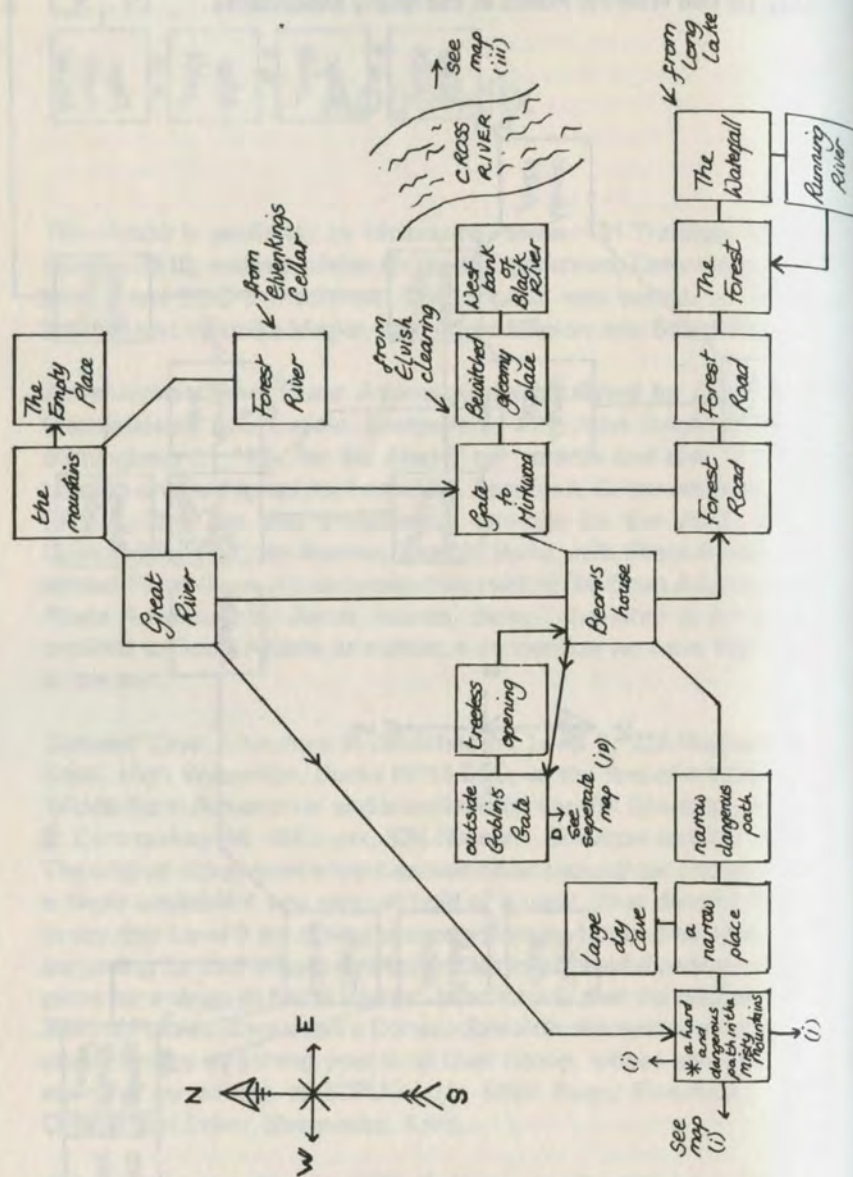 the
mountains
The
Empty
Place
Great
River
Forest
River
from
Elvenkings
Cellar
from
Elvish
clearing
Gate
to
Mirkwood
Bewitched
gloomy
place
West
bank
of
Black
River
CROSS
RIVER
see
map
(iii)
treeless
opening
outside
Goblin's
Gate
D
See
seperate
map (JP)
Beorn's
house
Forest
Road
Forest
Road
The
Forest
The
Waterfall
from
Long
Lake
Running
River
large
dry
cave
narrow
dangerous
path
a
narrow
place
* a hard
and
dangerous
path in the
misty
mountains
(i)
(i)
See
map
(i)
N
W
E
S